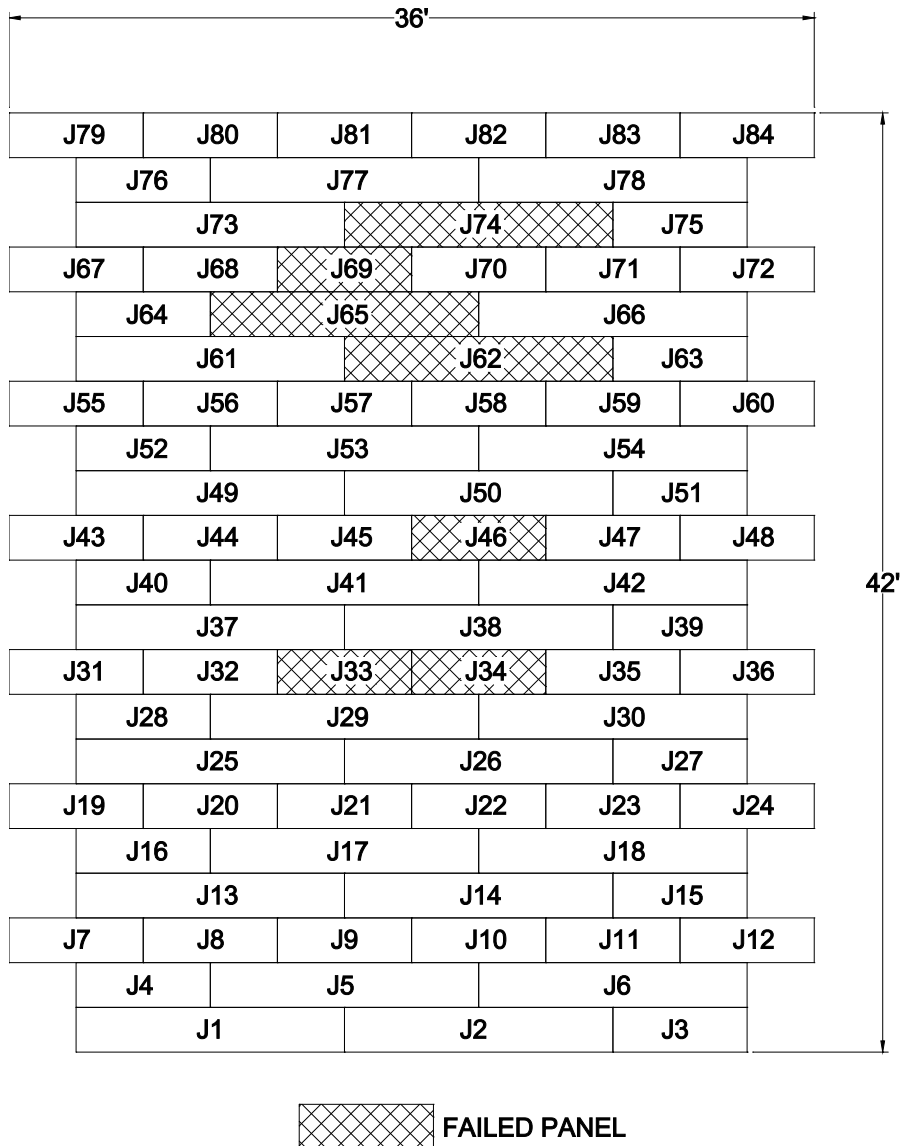 36'
J79 J80 J81 J82 J83 J84
J76 J77 J78
J73 J74 J75
J67 J68 J69 J70 J71 J72
J64 J65 J66
J61 J62 J63
J55 J56 J57 J58 J59 J60
J52 J53 J54
J49 J50 J51
J43 J44 J45 J46 J47 J48
J40 J41 J42
42'
J37 J38 J39
J31 J32 J33 J34 J35 J36
J28 J29 J30
J25 J26 J27
J19 J20 J21 J22 J23 J24
J16 J17 J18
J13 J14 J15
J7 J8 J9 J10 J11 J12
J4 J5 J6
J1 J2 J3
FAILED PANEL